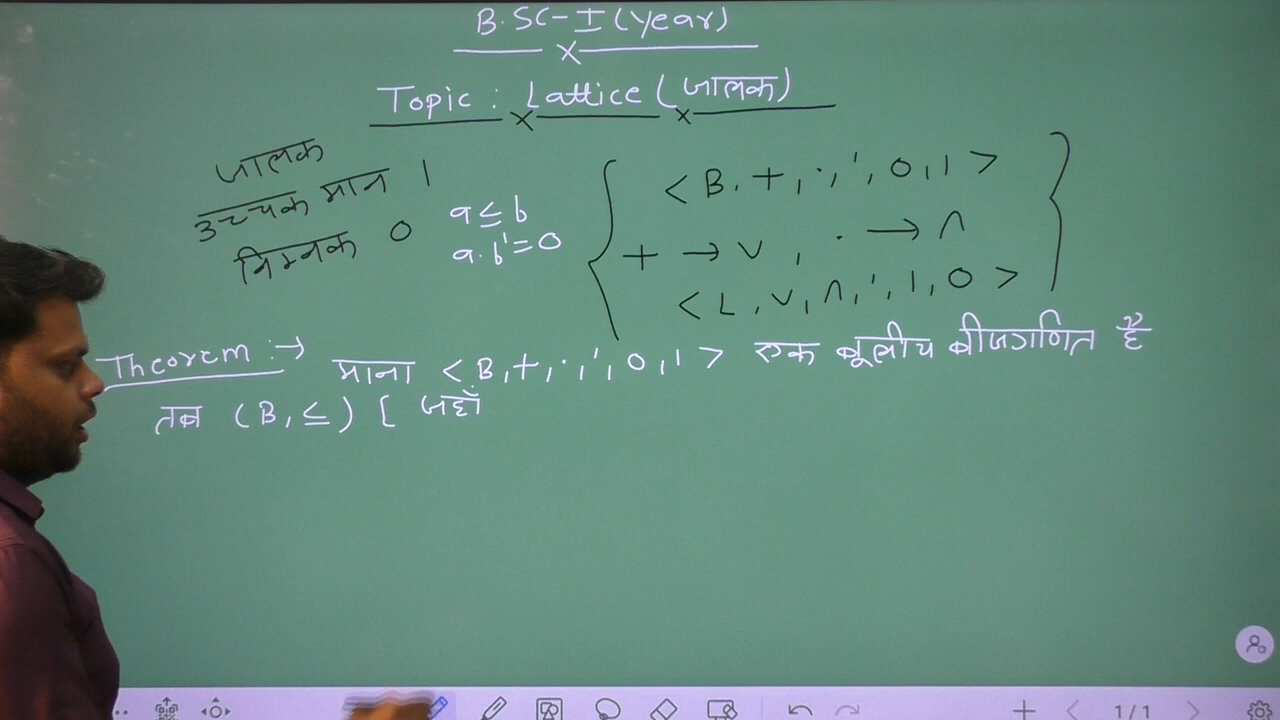 B.SC-I (year)
Topic : Lattice (जालक)
जालक
उच्चक मान 1
निम्नक 0
a ≤ b
a.b'=0
< B, +, ·, ', 0, 1 >
+ → ∨ , · → ∧
< L, ∨, ∧, ', 1, 0 >
Theorem :→ माना < B, +, ·, ', 0, 1 > एक बूलीय बीजगणित है
तब (B, ≤) [ जहाँ
1/1